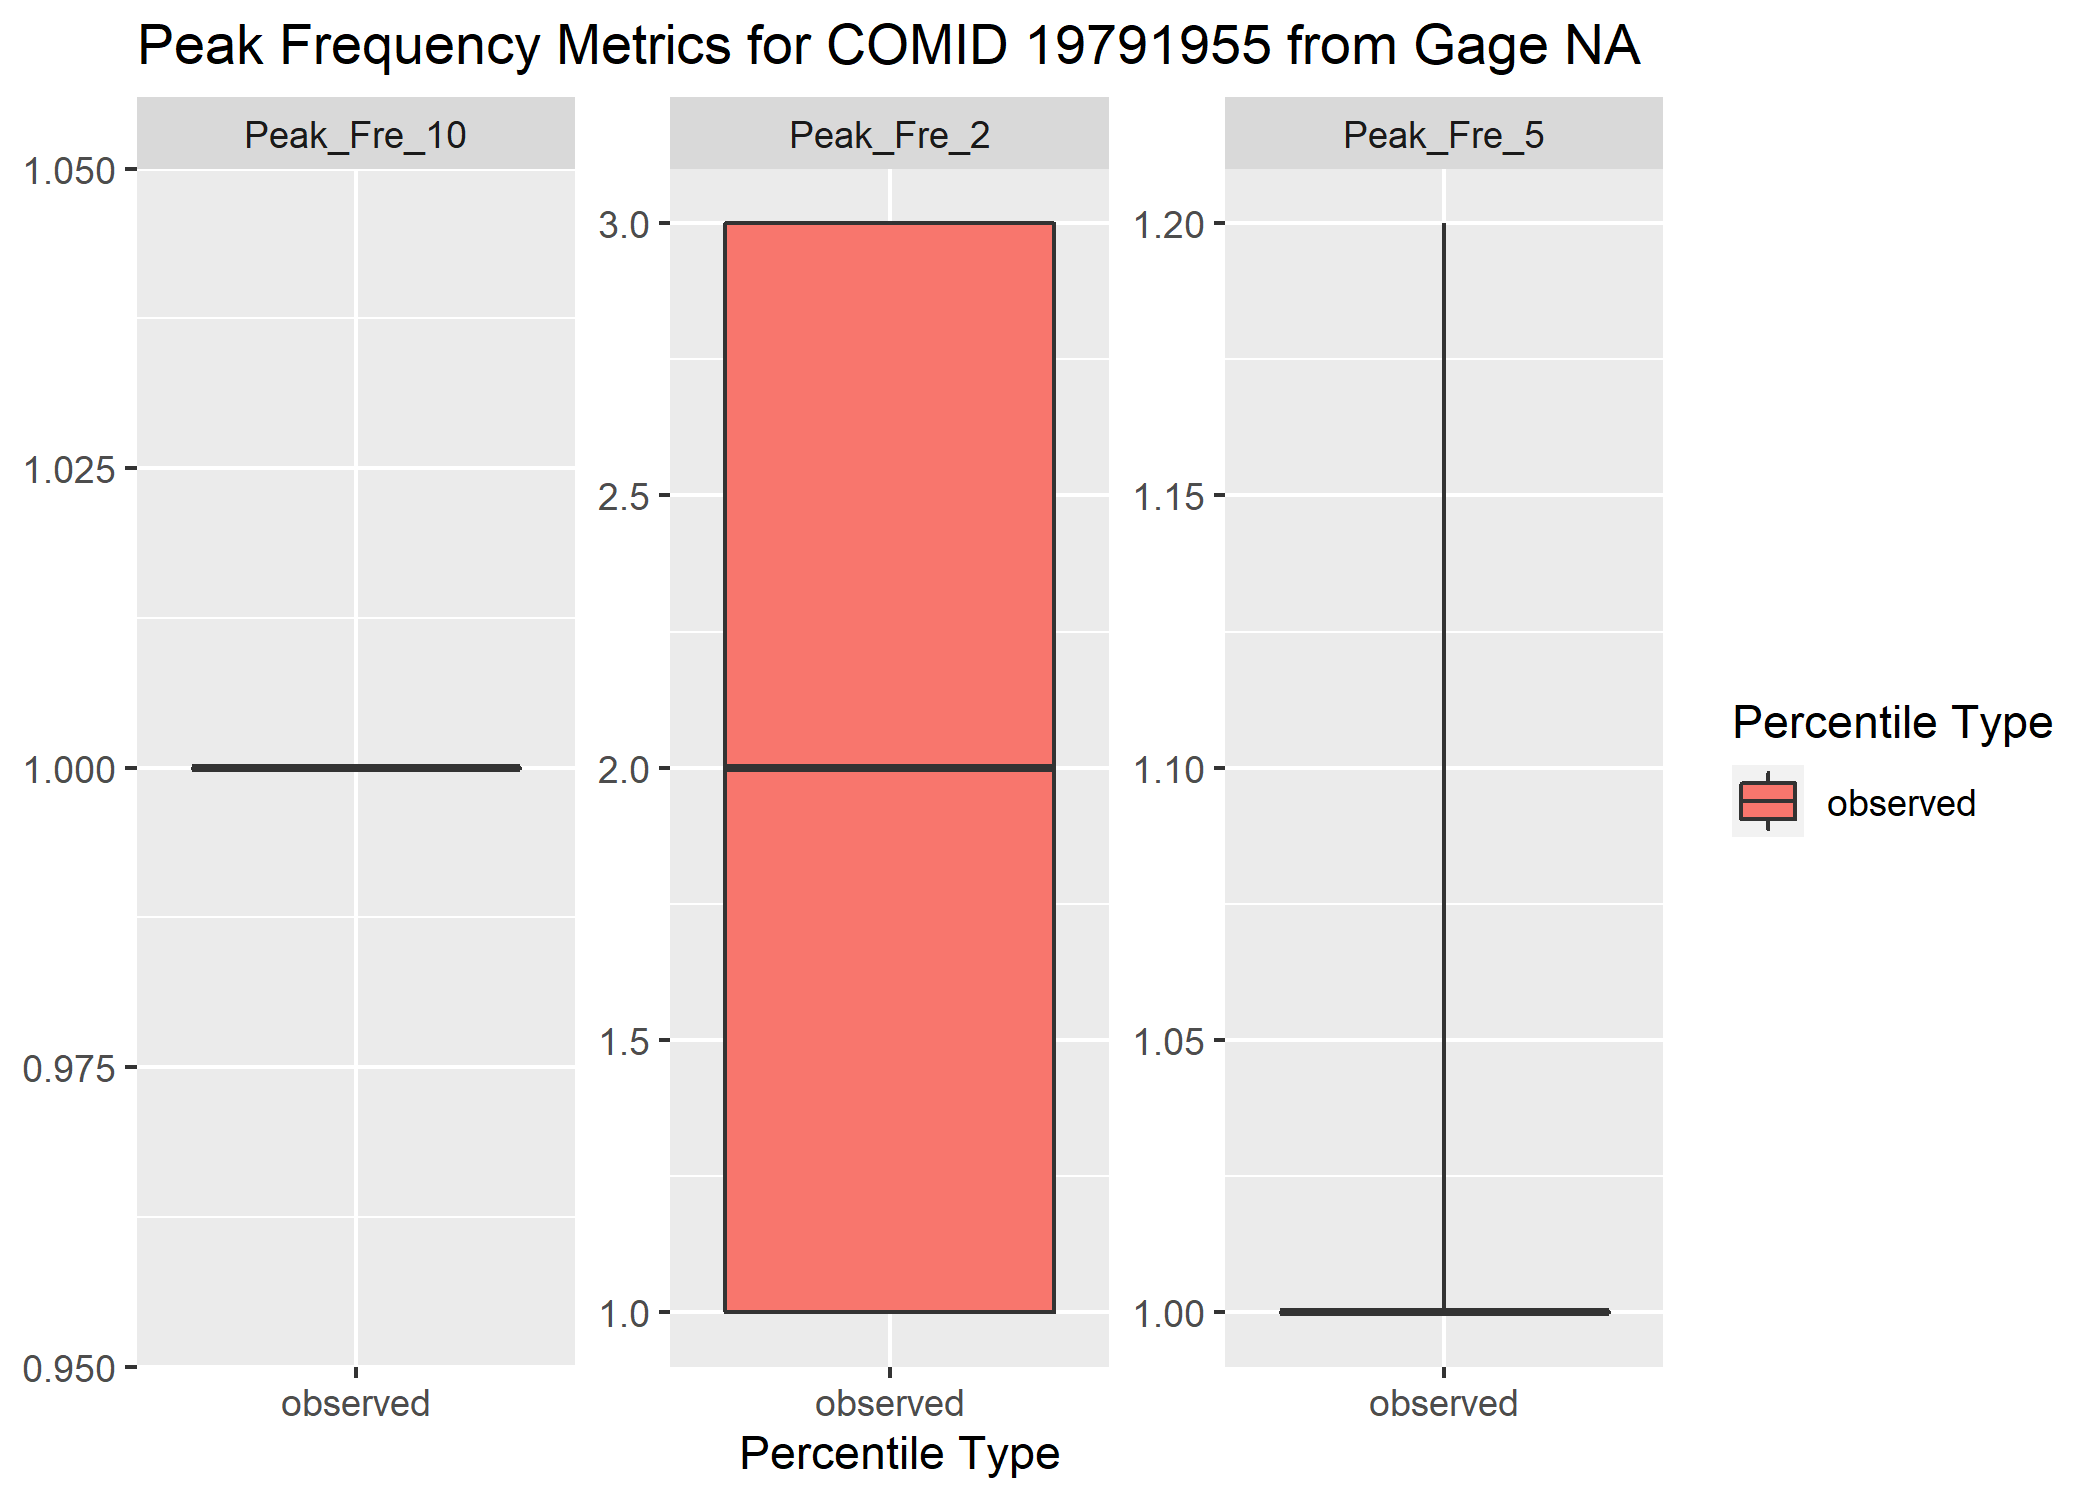 Peak Frequency Metrics for COMID 19791955 from Gage NA
Peak_Fre_10
1.050
1.025
1.000
0.975
0.950
observed
Peak_Fre_2
3.0
2.5
2.0
1.5
1.0
observed
Peak_Fre_5
1.20
1.15
1.10
1.05
1.00
observed
Percentile Type
Percentile Type
observed